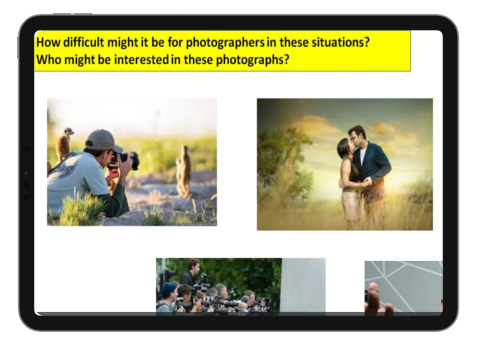 How difficult might it be for photographers in these situations?
Who might be interested in these photographs?